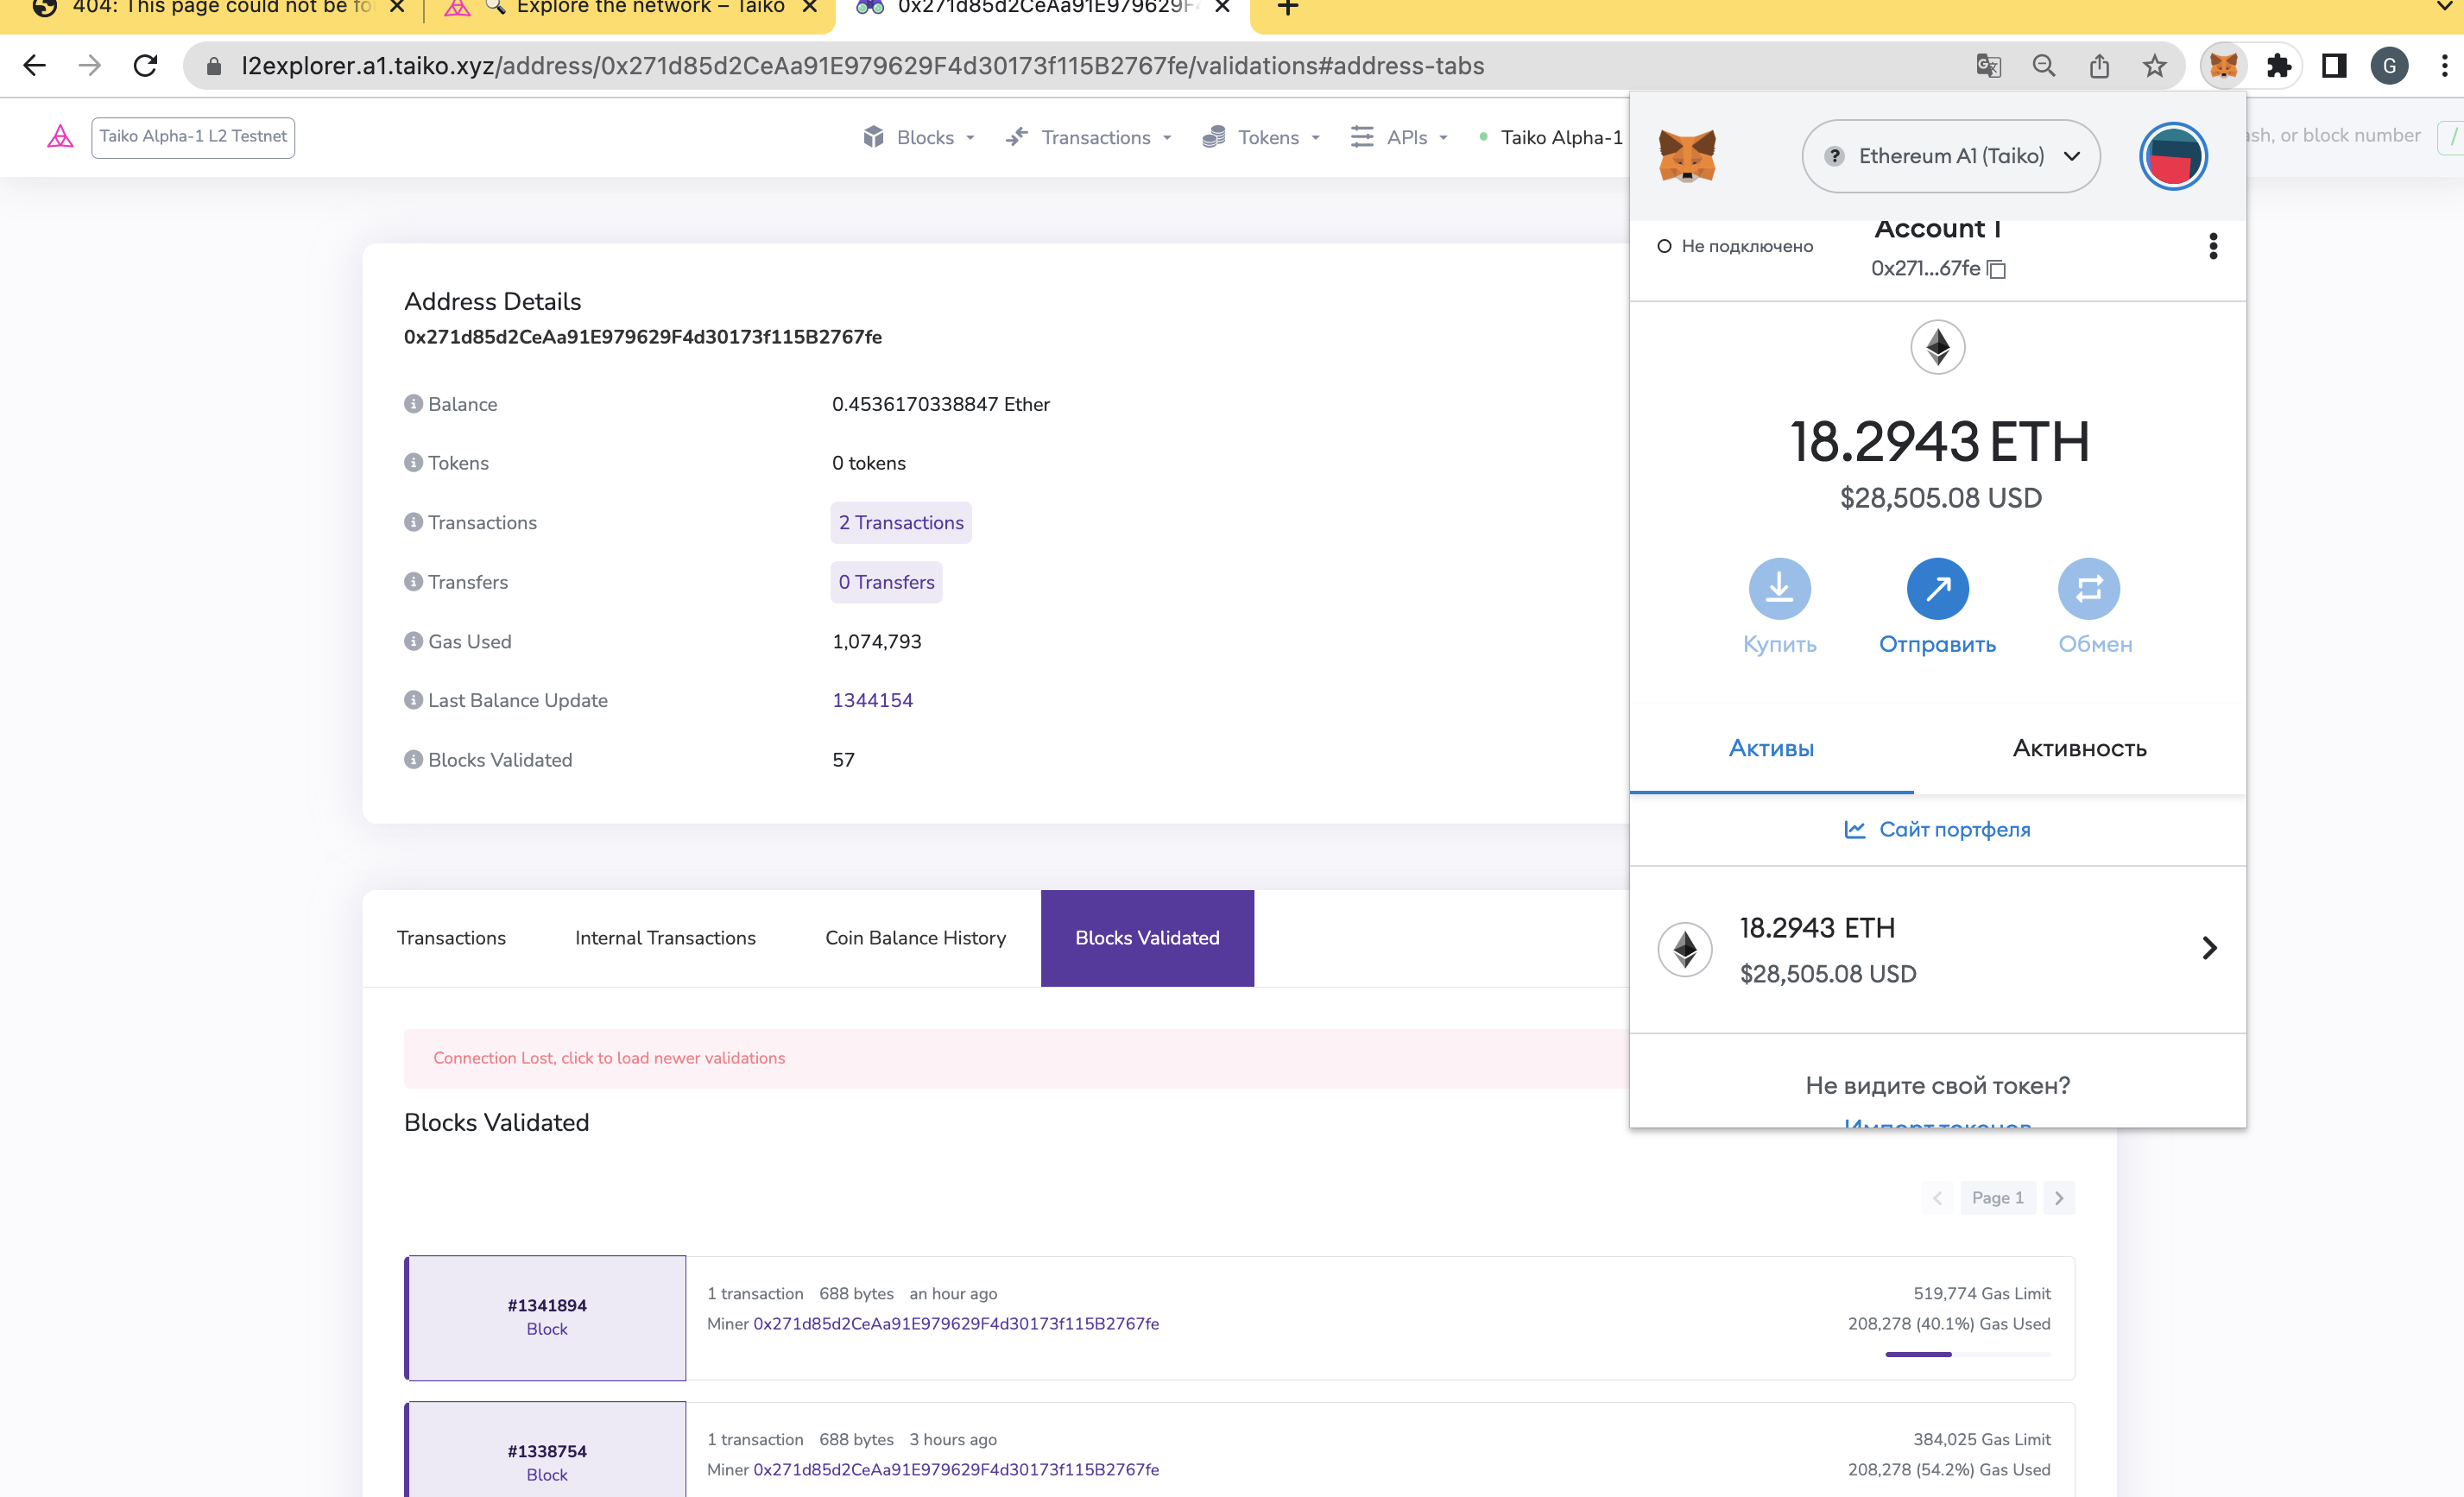 404: This page could not be fo
Explore the network – Taiko
0x271d85d2CeAa91E979629F4
l2explorer.a1.taiko.xyz/address/0x271d85d2CeAa91E979629F4d30173f115B2767fe/validations#address-tabs
G
Taiko Alpha-1 L2 Testnet
Blocks
Transactions
Tokens
APIs
Taiko Alpha-1
ash, or block number
/
Ethereum A1 (Taiko)
Не подключено
Account 1
0x271...67fe
18.2943 ETH
$28,505.08 USD
Купить
Отправить
Обмен
Активы
Активность
Сайт портфеля
18.2943 ETH
$28,505.08 USD
Не видите свой токен?
Импорт токенов
Address Details
0x271d85d2CeAa91E979629F4d30173f115B2767fe
Balance
0.4536170338847 Ether
Tokens
0 tokens
Transactions
2 Transactions
Transfers
0 Transfers
Gas Used
1,074,793
Last Balance Update
1344154
Blocks Validated
57
Transactions
Internal Transactions
Coin Balance History
Blocks Validated
Connection Lost, click to load newer validations
Blocks Validated
Page 1
#1341894
Block
1 transaction 688 bytes an hour ago
Miner 0x271d85d2CeAa91E979629F4d30173f115B2767fe
519,774 Gas Limit
208,278 (40.1%) Gas Used
#1338754
Block
1 transaction 688 bytes 3 hours ago
Miner 0x271d85d2CeAa91E979629F4d30173f115B2767fe
384,025 Gas Limit
208,278 (54.2%) Gas Used